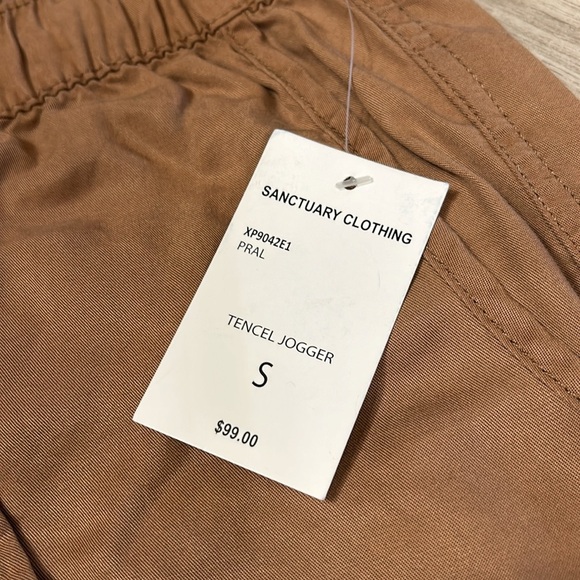 SANCTUARY CLOTHING
XP9042E1
PRAL
TENCEL JOGGER
S
$99.00